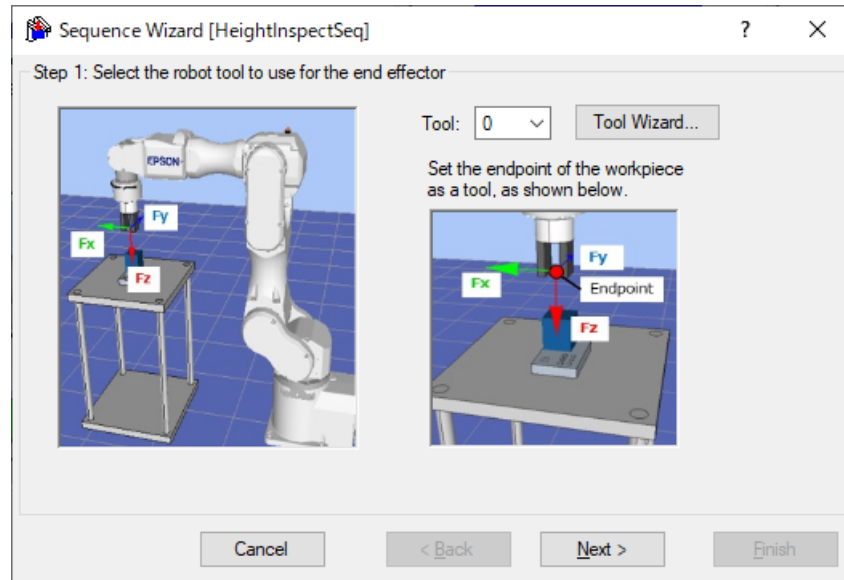 Sequence Wizard [HeightInspectSeq]
?
Step 1: Select the robot tool to use for the end effector
Tool: 0 Tool Wizard...
Set the endpoint of the workpiece
as a tool, as shown below.
EPSON
Fy
Fx
Fz
Fy
Fx
Endpoint
Fz
Cancel < Back Next > Finish